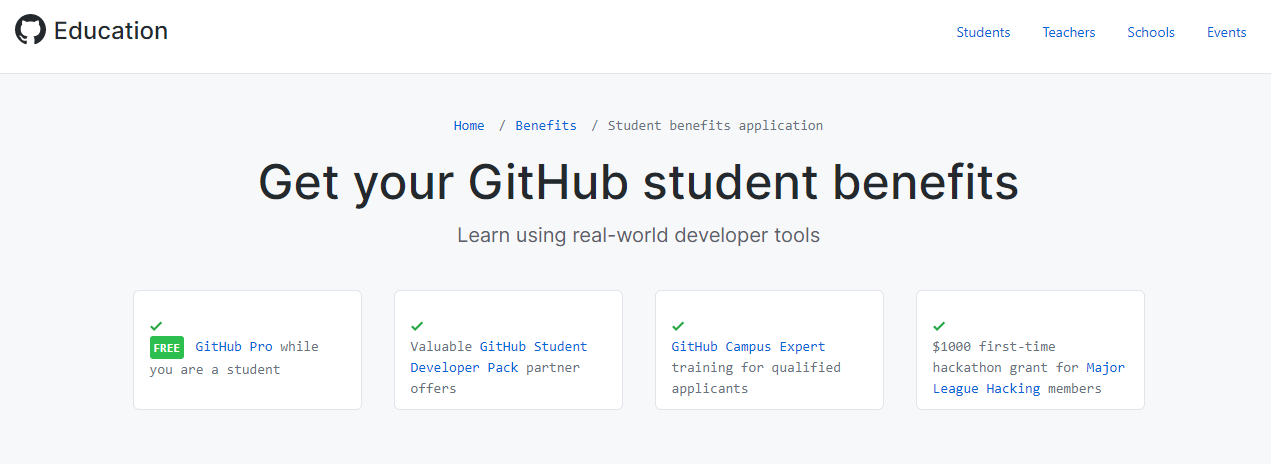 Education
Students Teachers Schools Events
Home / Benefits / Student benefits application
Get your GitHub student benefits
Learn using real-world developer tools
FREE GitHub Pro while
you are a student
Valuable GitHub Student
Developer Pack partner
offers
GitHub Campus Expert
training for qualified
applicants
$1000 first-time
hackathon grant for Major
League Hacking members